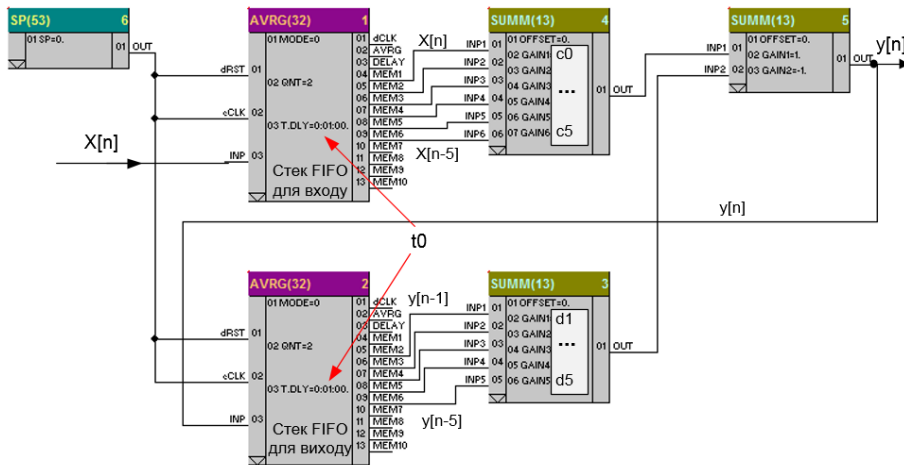 SP(53) 6
01 SP=0.
01 OUT
AVRG(32) 1
01 MODE=0
02 QNT=2
03 T.DLY=0:01:00.
Стек FIFO
для входу
dRST 01
cCLK 02
INP 03
X[n]
01 dCLK
02 AVRG
03 DELAY
04 MEM1
05 MEM2
06 MEM3
07 MEM4
08 MEM5
09 MEM6
10 MEM7
11 MEM8
12 MEM9
13 MEM10
X[n]
X[n-5]
SUMM(13) 4
INP1 01
INP2 02
INP3 03
INP4 04
INP5 05
INP6 06
01 OFFSET=0.
02 GAIN1
03 GAIN2
04 GAIN3
05 GAIN4
06 GAIN5
07 GAIN6
c0
...
c5
01 OUT
SUMM(13) 5
INP1 01
INP2 02
01 OFFSET=0.
02 GAIN1=1.
03 GAIN2=-1.
01 OUT
y[n]
y[n]
t0
AVRG(32) 2
01 MODE=0
02 QNT=2
03 T.DLY=0:01:00.
Стек FIFO
для виходу
dRST 01
cCLK 02
INP 03
01 dCLK
02 AVRG
03 DELAY
04 MEM1
05 MEM2
06 MEM3
07 MEM4
08 MEM5
09 MEM6
10 MEM7
11 MEM8
12 MEM9
13 MEM10
y[n-1]
y[n-5]
SUMM(13) 3
INP1 01
INP2 02
INP3 03
INP4 04
INP5 05
01 OFFSET=0.
02 GAIN1
03 GAIN2
04 GAIN3
05 GAIN4
06 GAIN5
d1
...
d5
01 OUT